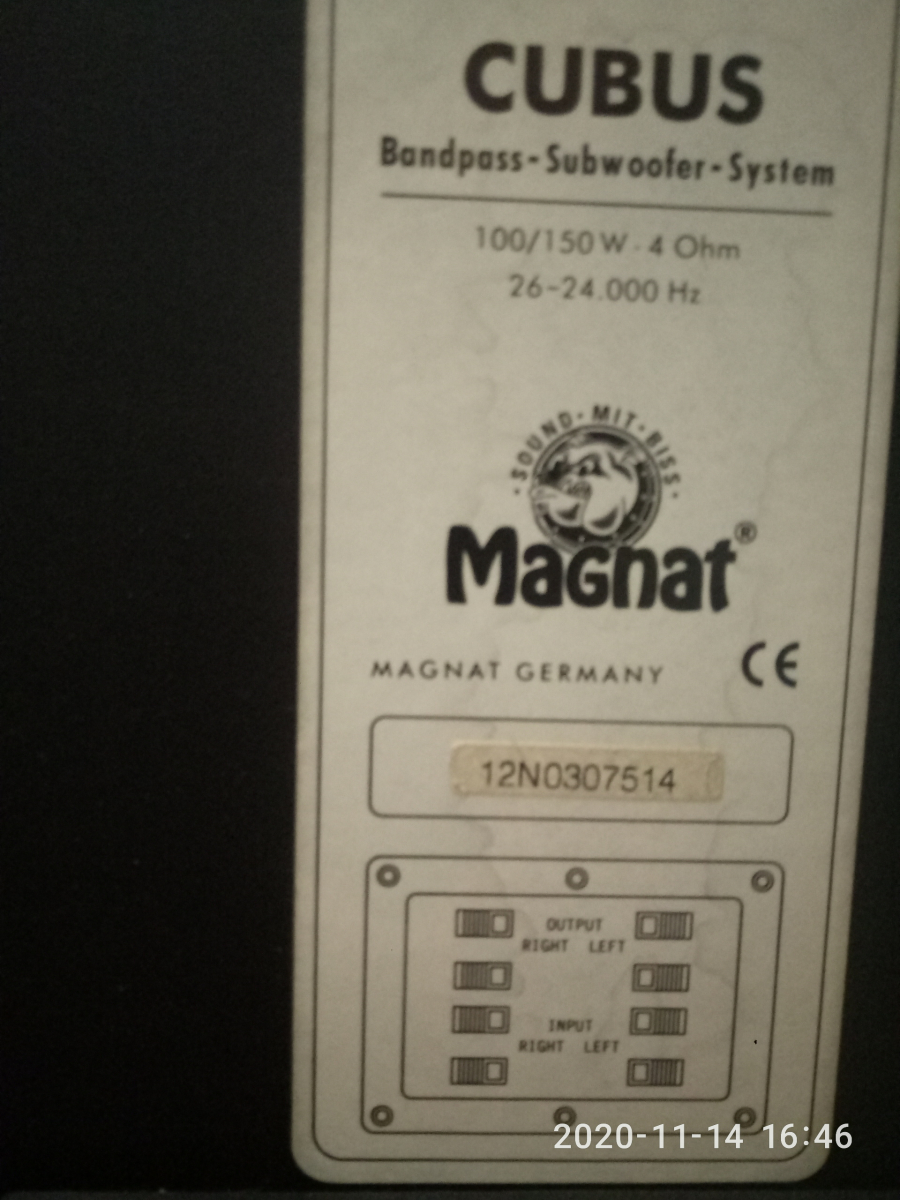 CUBUS
Bandpass-Subwoofer-System
100/150 W · 4 Ohm
26-24.000 Hz
·SOUND·MIT·BISS·
Magnat®
MAGNAT GERMANY CE
12N0307514
OUTPUT
RIGHT LEFT
INPUT
RIGHT LEFT
2020-11-14 16:46